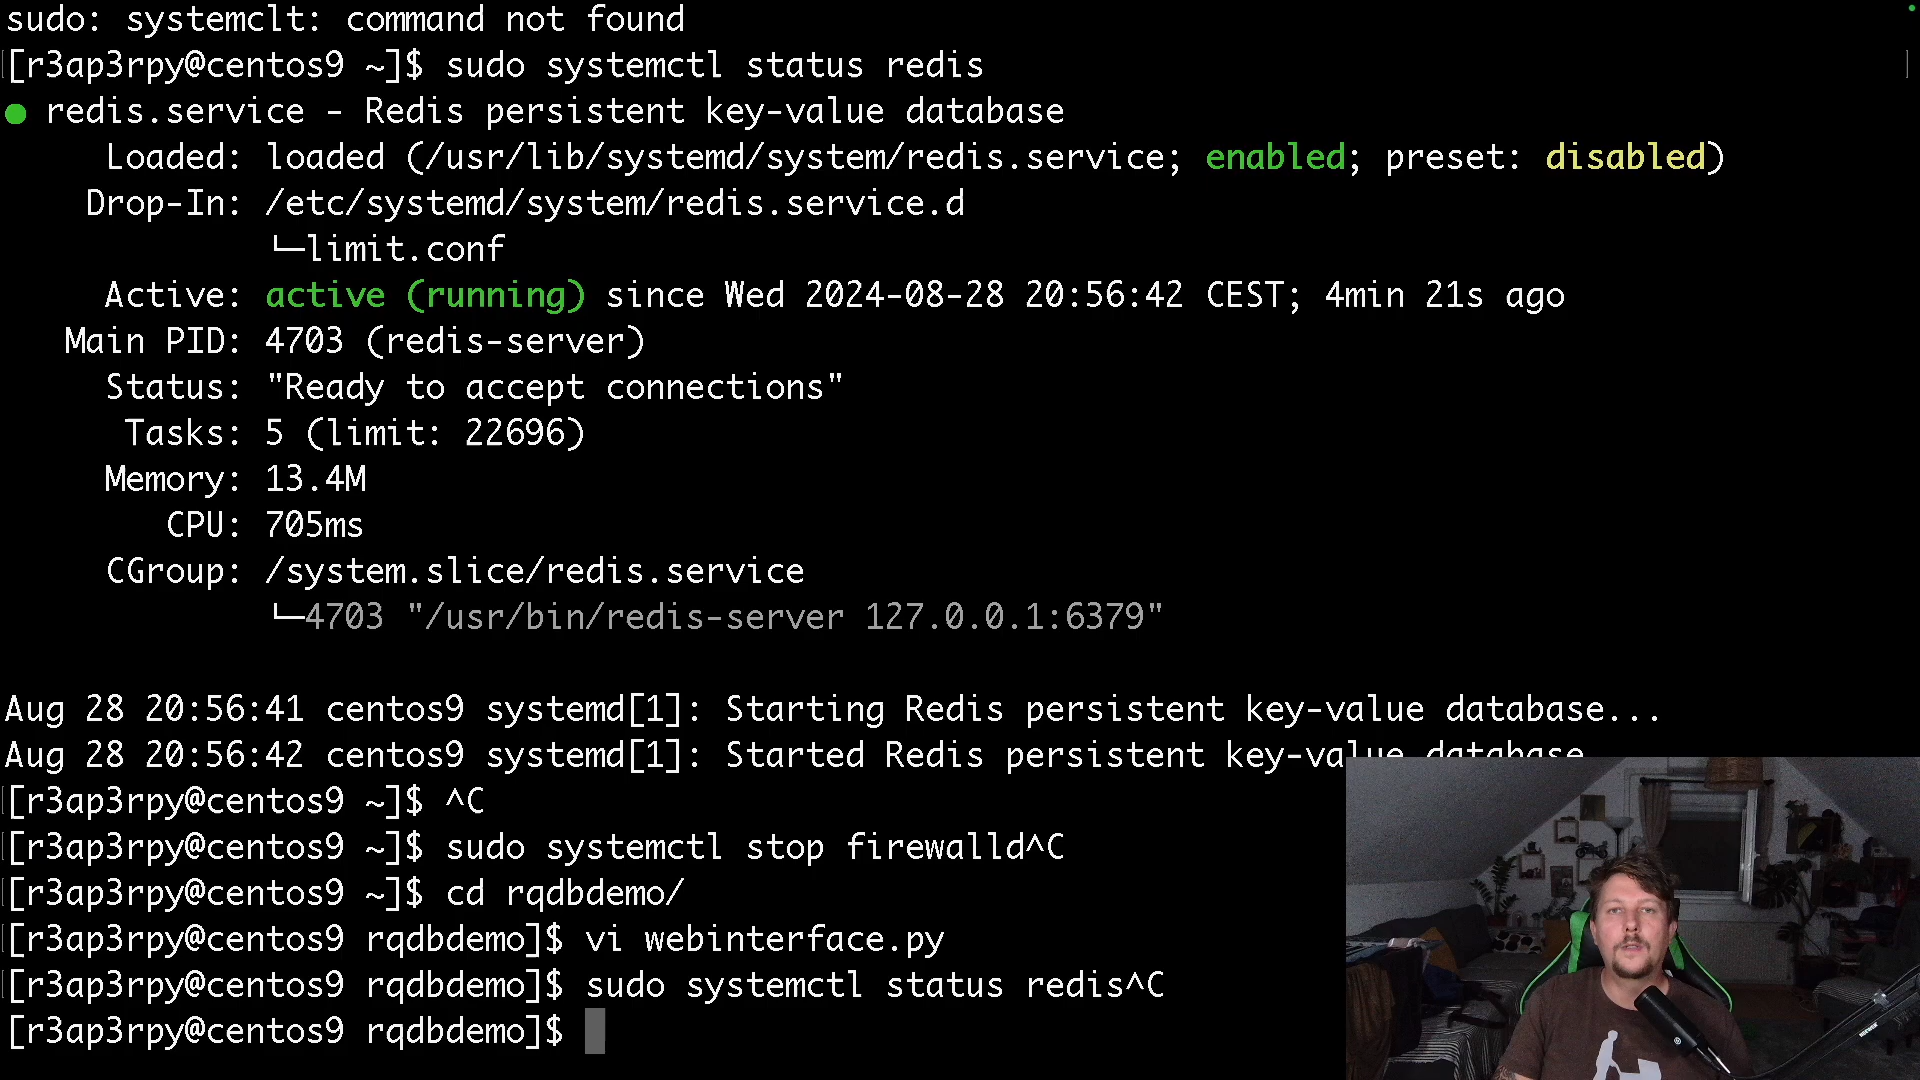 sudo: systemclt: command not found
[r3ap3rpy@centos9 ~]$ sudo systemctl status redis
● redis.service - Redis persistent key-value database
Loaded: loaded (/usr/lib/systemd/system/redis.service; enabled; preset: disabled)
Drop-In: /etc/systemd/system/redis.service.d
└─limit.conf
Active: active (running) since Wed 2024-08-28 20:56:42 CEST; 4min 21s ago
Main PID: 4703 (redis-server)
Status: "Ready to accept connections"
Tasks: 5 (limit: 22696)
Memory: 13.4M
CPU: 705ms
CGroup: /system.slice/redis.service
└─4703 "/usr/bin/redis-server 127.0.0.1:6379"
Aug 28 20:56:41 centos9 systemd[1]: Starting Redis persistent key-value database...
Aug 28 20:56:42 centos9 systemd[1]: Started Redis persistent key-value database
[r3ap3rpy@centos9 ~]$ ^C
[r3ap3rpy@centos9 ~]$ sudo systemctl stop firewalld^C
[r3ap3rpy@centos9 ~]$ cd rqdbdemo/
[r3ap3rpy@centos9 rqdbdemo]$ vi webinterface.py
[r3ap3rpy@centos9 rqdbdemo]$ sudo systemctl status redis^C
[r3ap3rpy@centos9 rqdbdemo]$